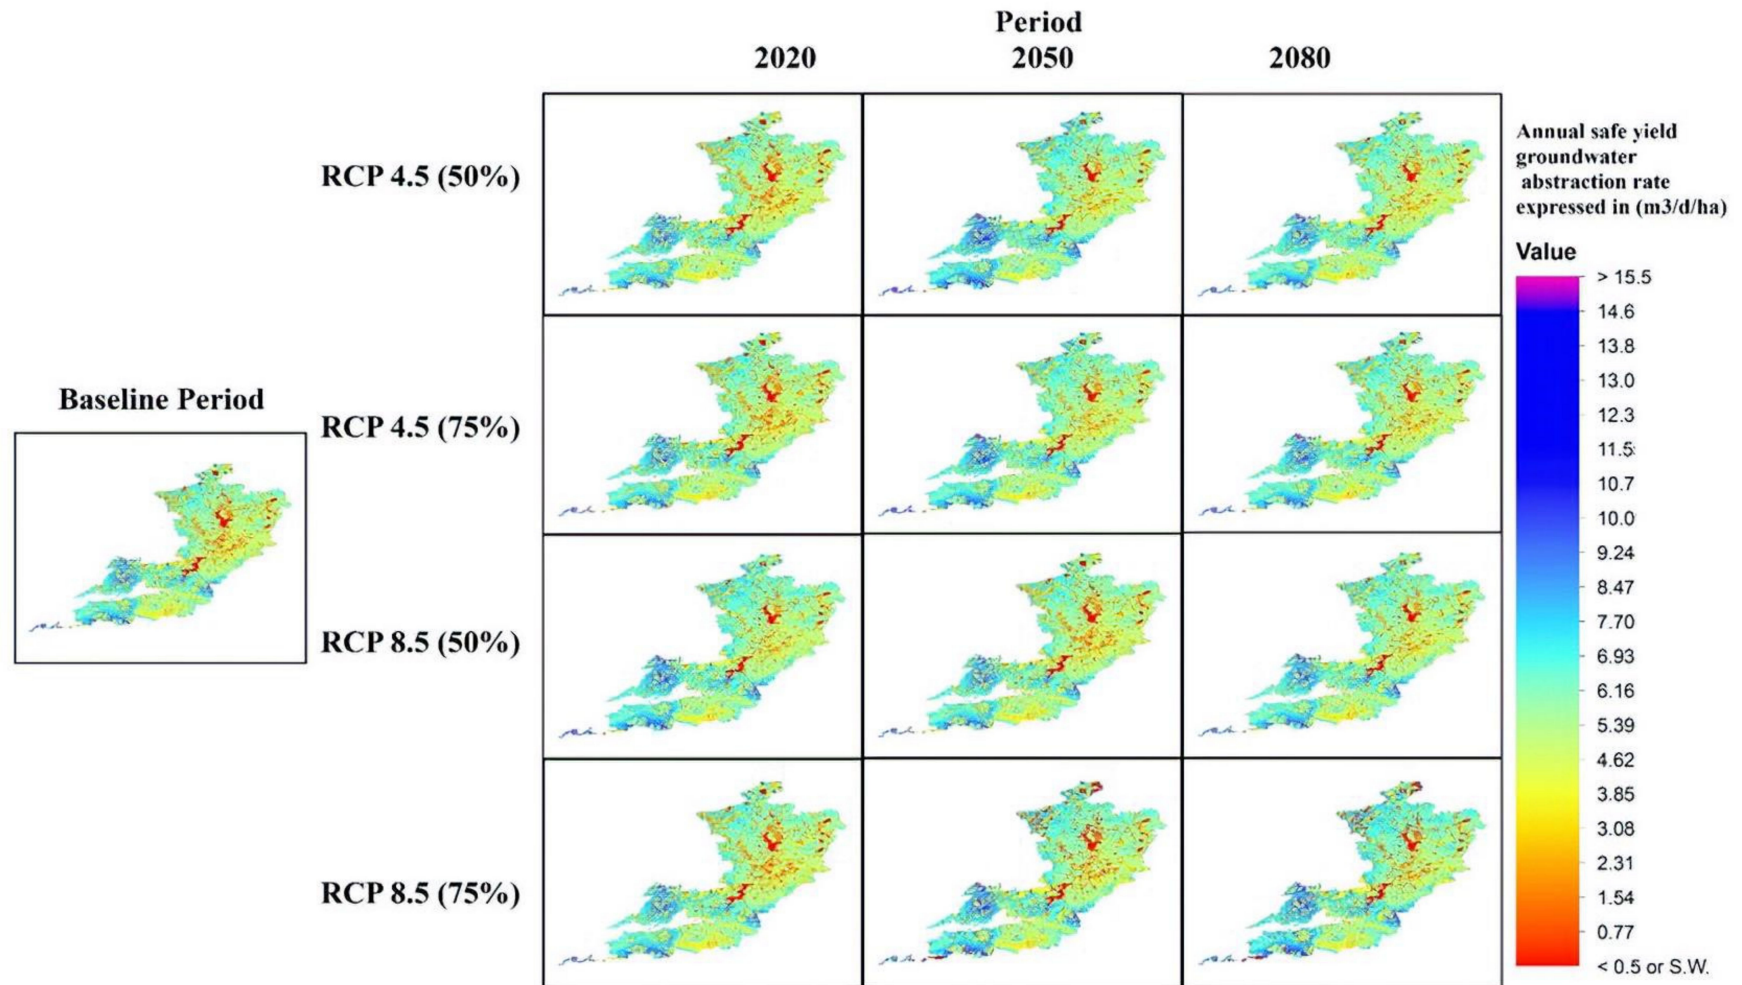 Period
2020 2050 2080
RCP 4.5 (50%)
RCP 4.5 (75%)
RCP 8.5 (50%)
RCP 8.5 (75%)
Baseline Period
Annual safe yield
groundwater
abstraction rate
expressed in (m3/d/ha)
Value
> 15.5
14.6
13.8
13.0
12.3
11.5
10.7
10.0
9.24
8.47
7.70
6.93
6.16
5.39
4.62
3.85
3.08
2.31
1.54
0.77
< 0.5 or S.W.